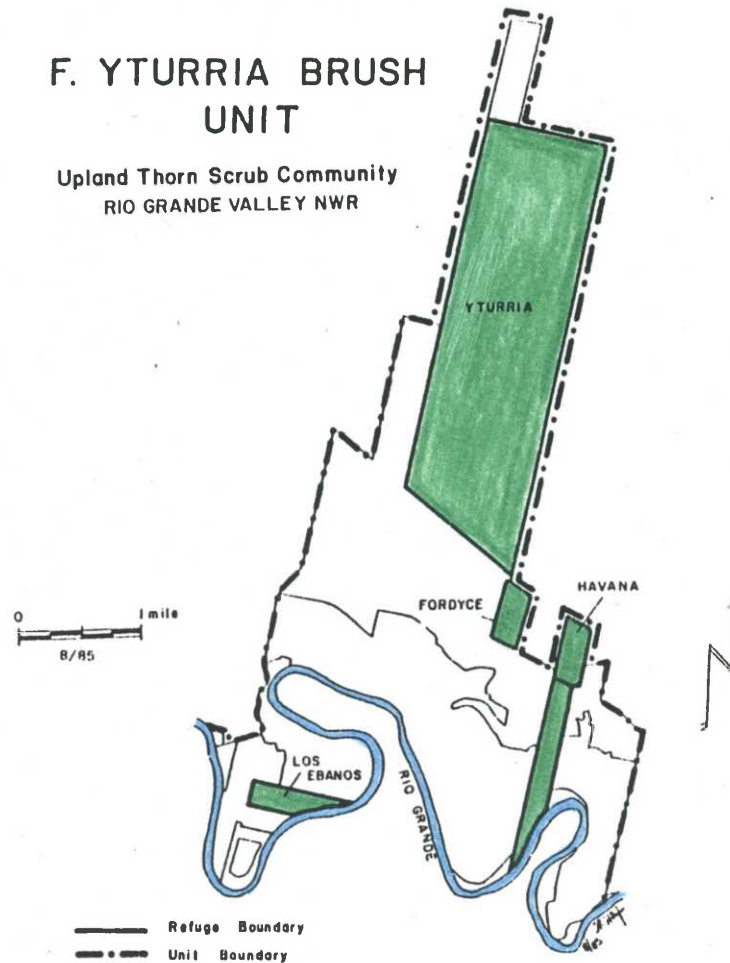 F. YTURRIA BRUSH
UNIT
Upland Thorn Scrub Community
RIO GRANDE VALLEY NWR
YTURRIA
FORDYCE
HAVANA
0 1 mile
8/85
LOS
EBANOS
RIO GRANDE
Refuge Boundary
Unit Boundary